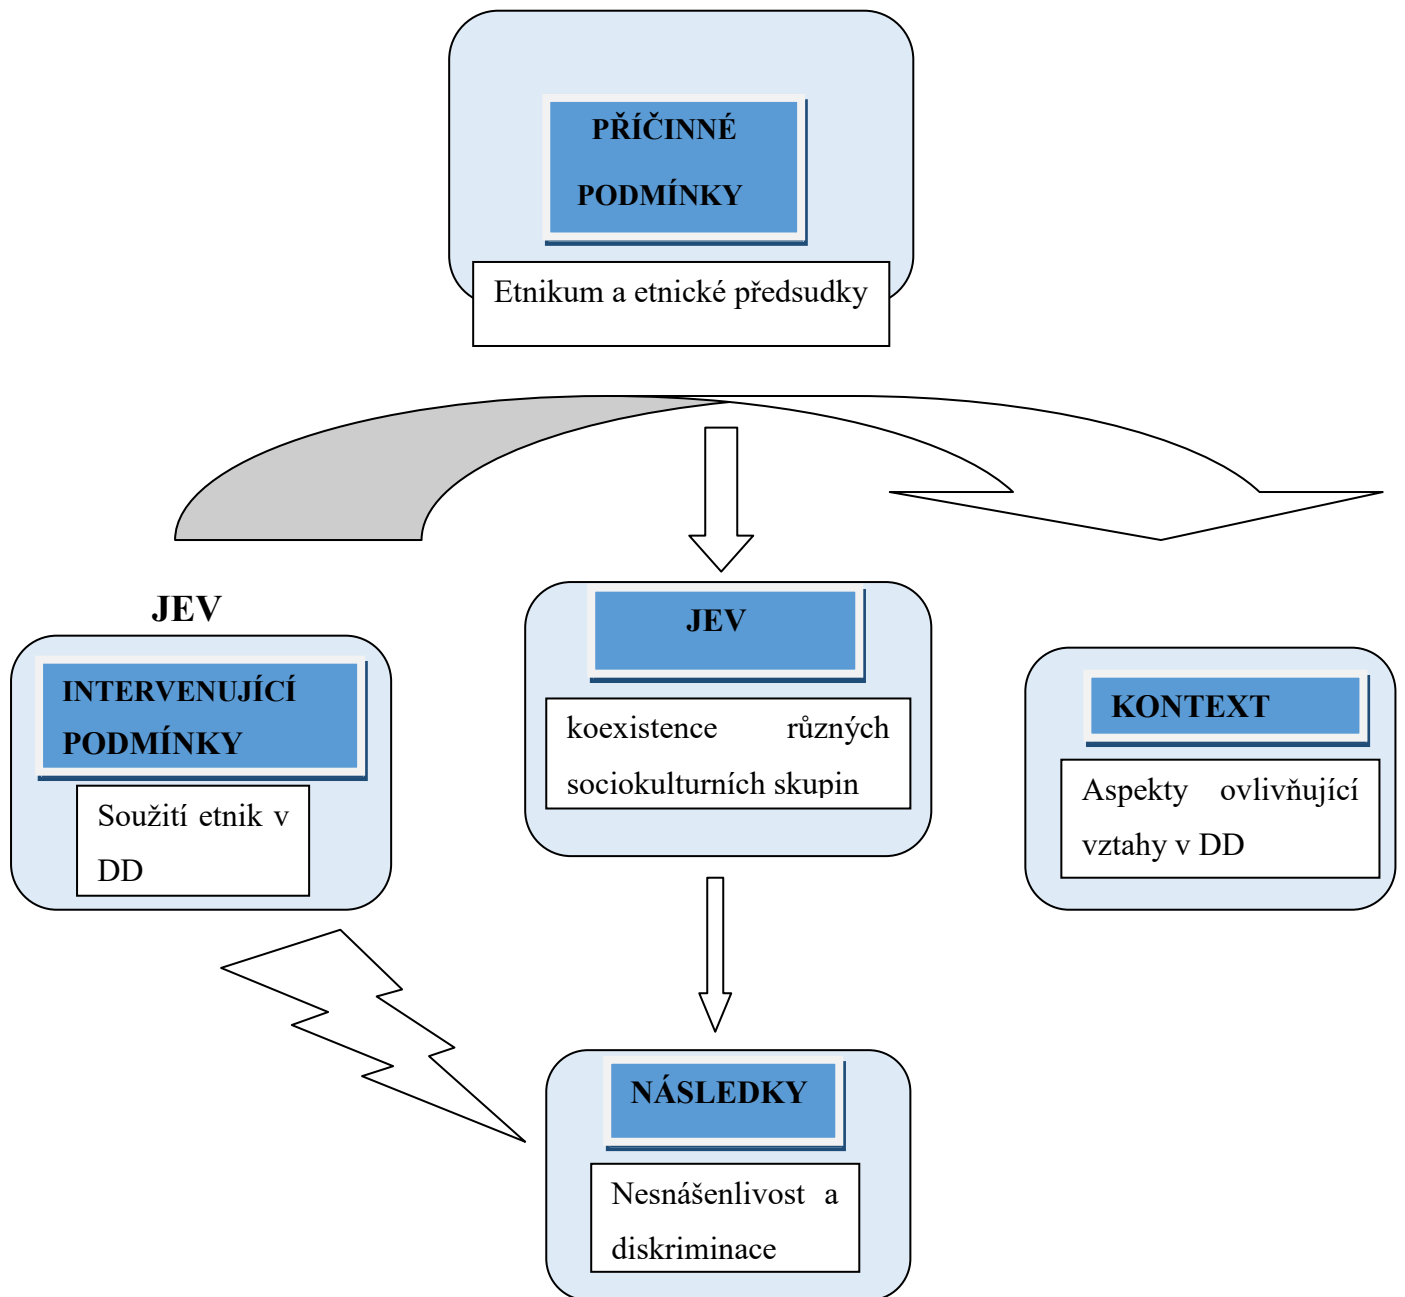 PŘÍČINNÉ
PODMÍNKY
Etnikum a etnické předsudky
JEV
INTERVENUJÍCÍ
PODMÍNKY
Soužití etnik v
DD
JEV
koexistence různých
sociokulturních skupin
KONTEXT
Aspekty ovlivňující
vztahy v DD
NÁSLEDKY
Nesnášenlivost a
diskriminace